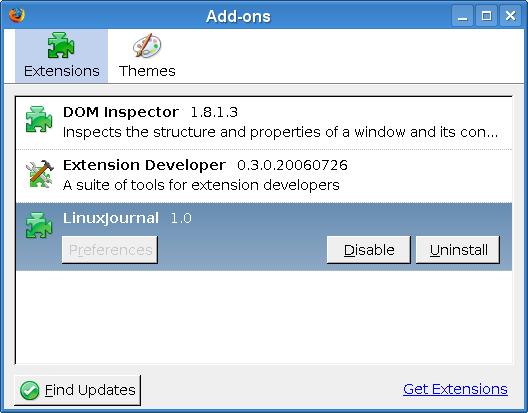 Add-ons
Extensions Themes
DOM Inspector 1.8.1.3
Inspects the structure and properties of a window and its con...
Extension Developer 0.3.0.20060726
A suite of tools for extension developers
LinuxJournal 1.0
Preferences Disable Uninstall
Find Updates Get Extensions